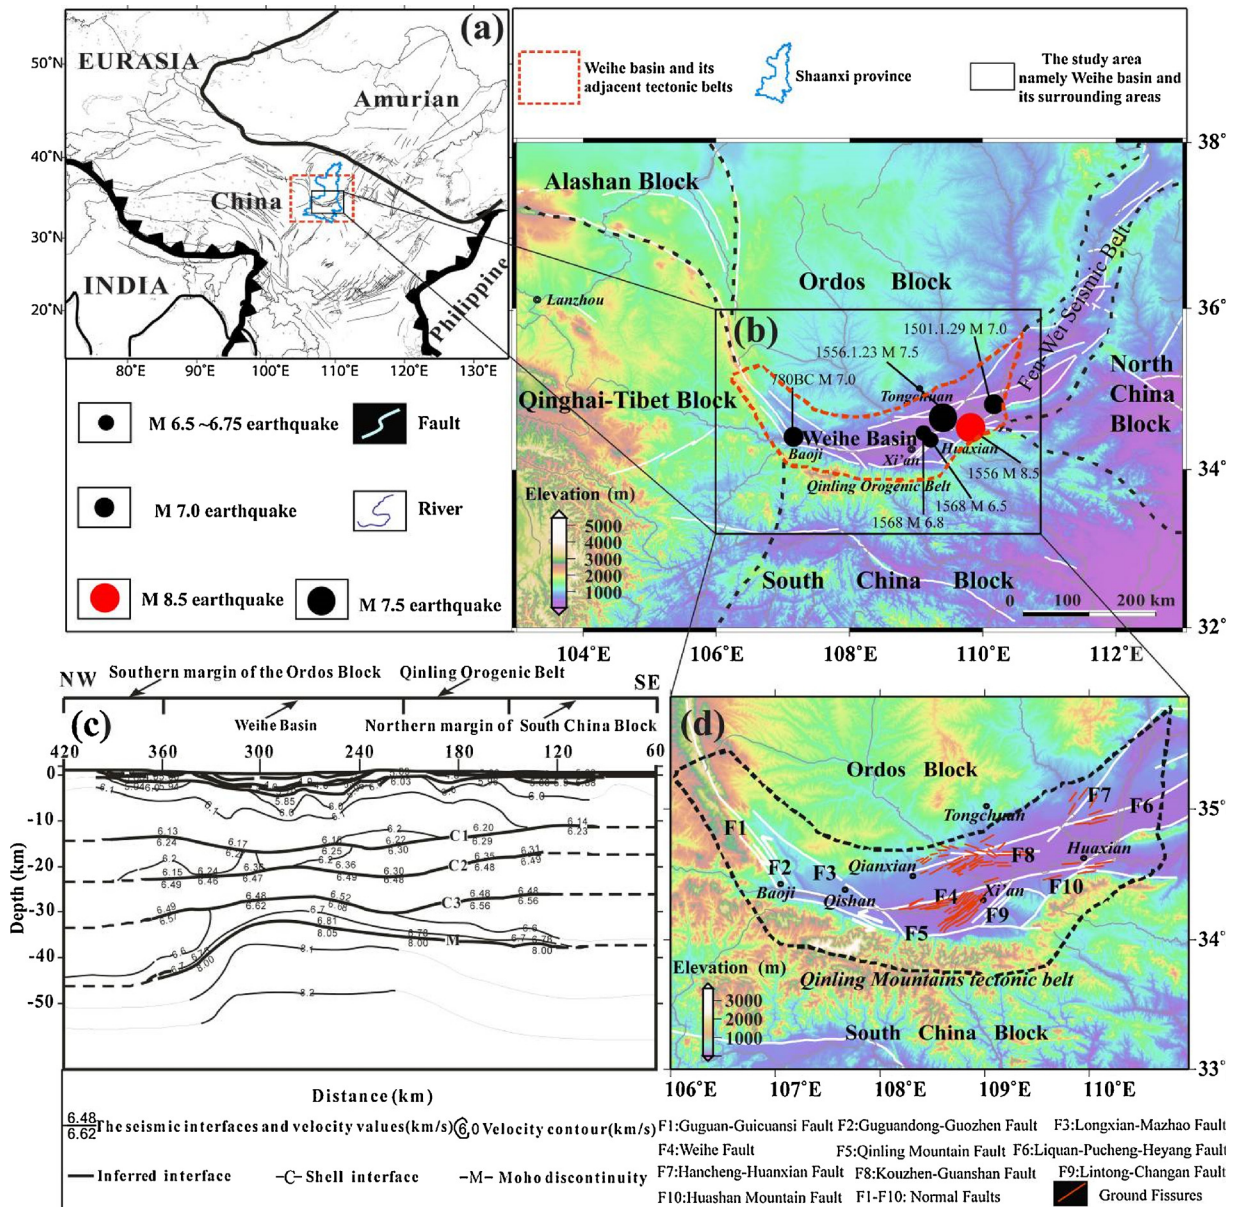 (a)
EURASIA
Amurian
China
INDIA
Philippine
50°N
40°N
30°N
20°N
80°E
90°E
100°E
110°E
120°E
130°E
Weihe basin and its
adjacent tectonic belts
Shaanxi province
The study area
namely Weihe basin and
its surrounding areas
M 6.5 ~6.75 earthquake
Fault
M 7.0 earthquake
River
M 8.5 earthquake
M 7.5 earthquake
(b)
Alashan Block
Ordos Block
Lanzhou
Fen-Wei Seismic Belt
1501.1.29 M 7.0
1556.1.23 M 7.5
780BC M 7.0
Tongchuan
North
China
Block
Qinghai-Tibet Block
Weihe Basin
Baoji
Xi'an
Huaxian
1556 M 8.5
Qinling Orogenic Belt
1568 M 6.5
1568 M 6.8
Elevation (m)
5000
4000
3000
2000
1000
South China Block
0 100 200 km
38°
36°
34°
32°
104°E
106°E
108°E
110°E
112°E
NW
Southern margin of the Ordos Block
Qinling Orogenic Belt
SE
(c)
Weihe Basin
Northern margin of South China Block
420 360 300 240 180 120 60
0
-10
-20
-30
-40
-50
Depth (km)
C1
C2
C3
M
Distance (km)
6.48
6.62
The seismic interfaces and velocity values(km/s)
6.0 Velocity contour(km/s)
Inferred interface
-C- Shell interface
-M- Moho discontinuity
(d)
Ordos Block
Tongchuan
F7
F6
F1
F2
F3
Qianxian
F8
Huaxian
Baoji
Qishan
F4
Xi'an
F10
F9
F5
Elevation (m)
3000
2000
1000
Qinling Mountains tectonic belt
South China Block
35°
34°
33°
106°E
107°E
108°E
109°E
110°E
F1:Guguan-Guicuansi Fault F2:Guguandong-Guozhen Fault F3:Longxian-Mazhao Fault
F4:Weihe Fault F5:Qinling Mountain Fault F6:Liquan-Pucheng-Heyang Fault
F7:Hancheng-Huanxian Fault F8:Kouzhen-Guanshan Fault F9:Lintong-Changan Fault
F10:Huashan Mountain Fault F1-F10: Normal Faults Ground Fissures